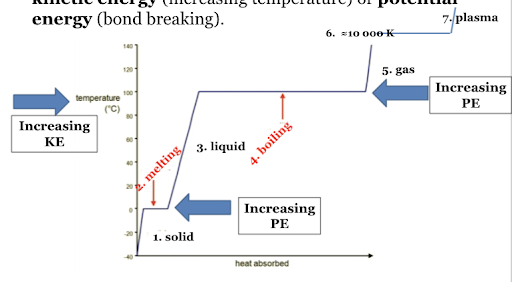 kinetic energy (increasing temperature) or potential
energy (bond breaking).
7. plasma
6. ≈10 000 K
140
120
5. gas
Increasing
PE
temperature 100
(°C)
Increasing
KE
80
60
3. liquid
4. boiling
2. melting
40
20
0
Increasing
PE
1. solid
-20
-40
heat absorbed